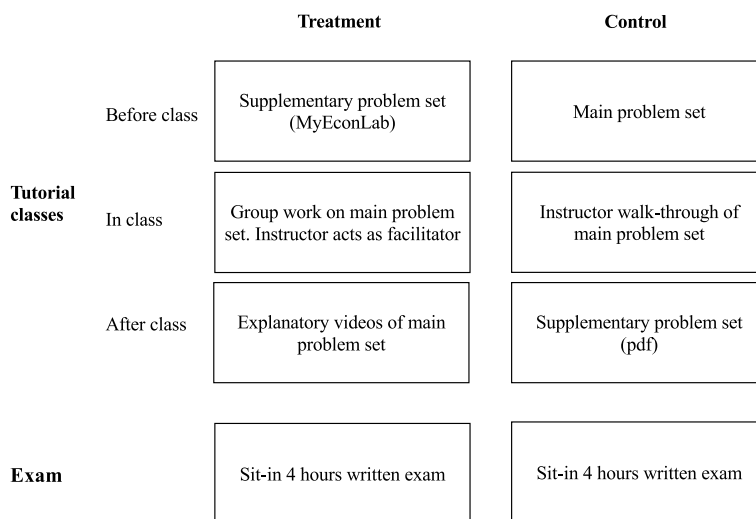 Treatment
Control
Before class
Supplementary problem set
(MyEconLab)
Main problem set
Tutorial
classes
In class
Group work on main problem
set. Instructor acts as facilitator
Instructor walk-through of
main problem set
After class
Explanatory videos of main
problem set
Supplementary problem set
(pdf)
Exam
Sit-in 4 hours written exam
Sit-in 4 hours written exam